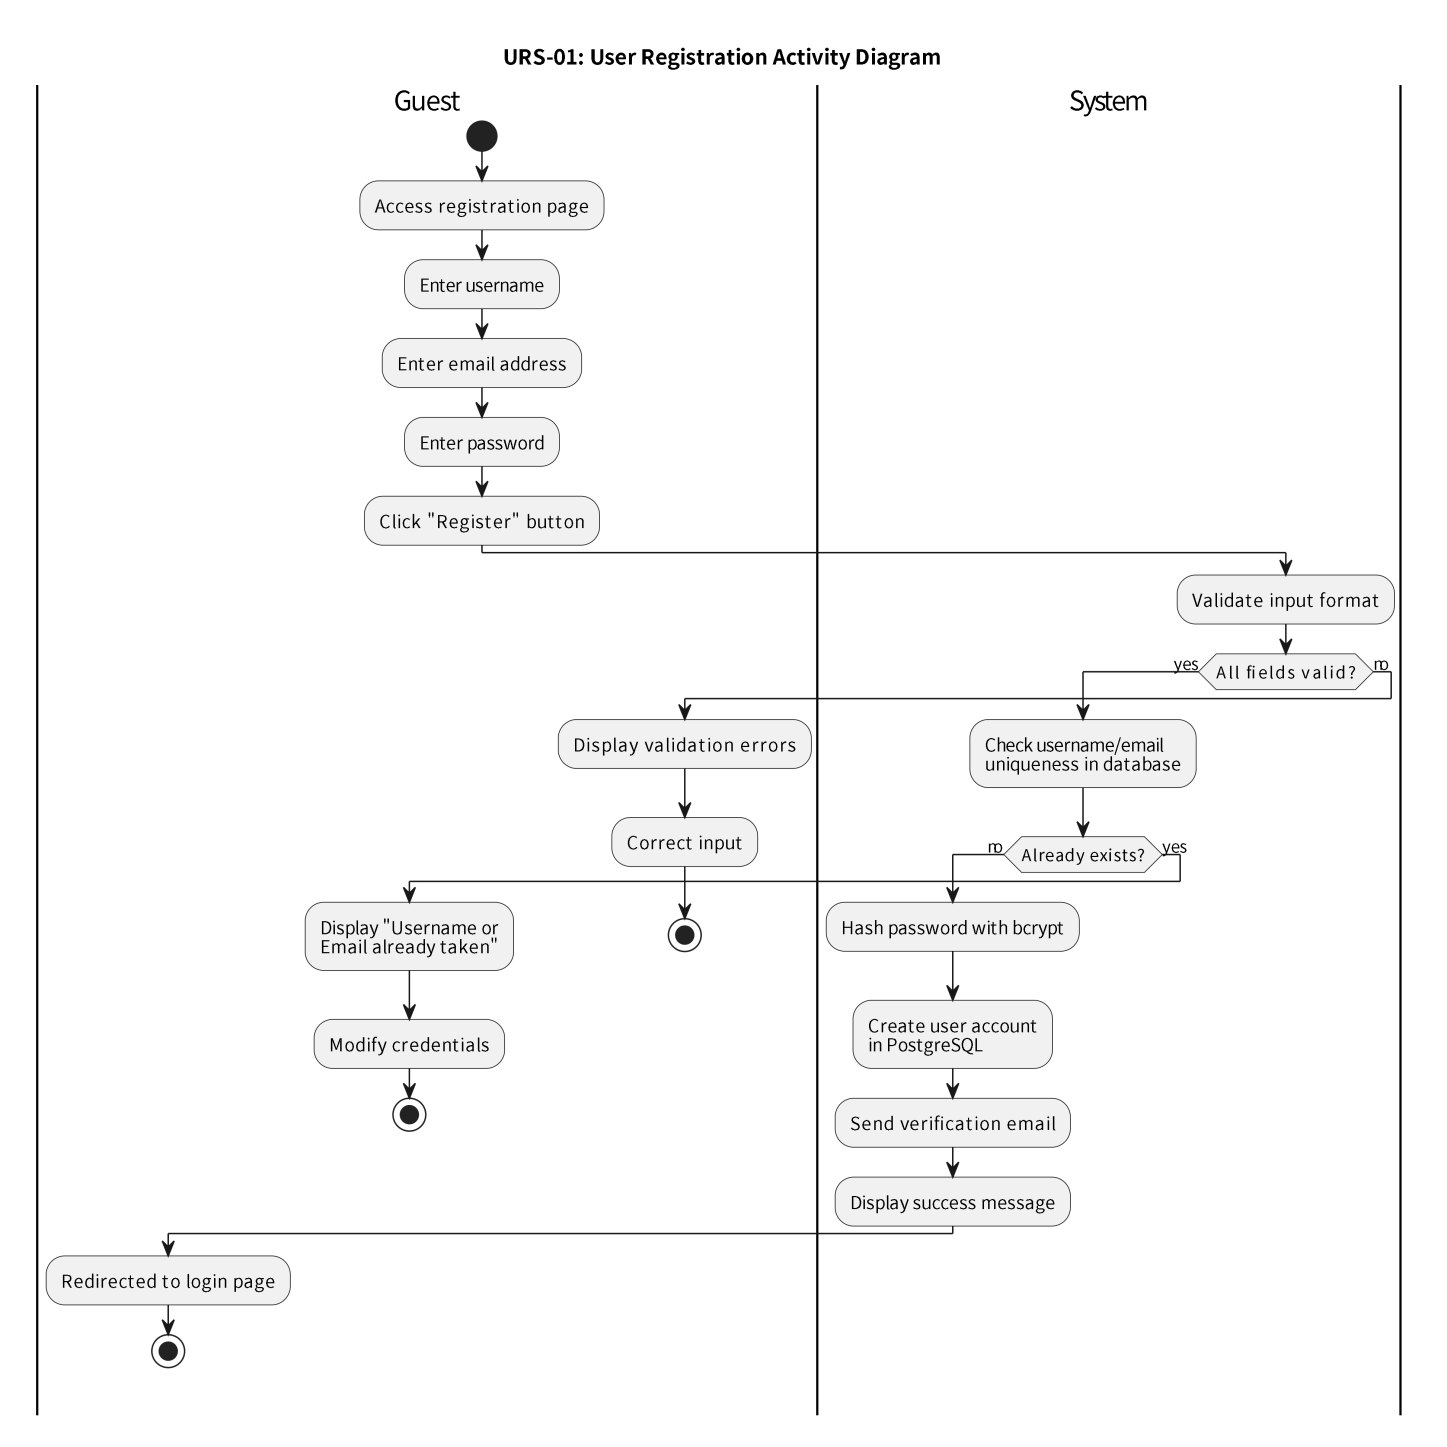 URS-01: User Registration Activity Diagram
Guest
System
Access registration page
Enter username
Enter email address
Enter password
Click "Register" button
Validate input format
yes
All fields valid?
no
Display validation errors
Check username/email
uniqueness in database
Correct input
no
Already exists?
yes
Display "Username or
Email already taken"
Hash password with bcrypt
Modify credentials
Create user account
in PostgreSQL
Send verification email
Display success message
Redirected to login page